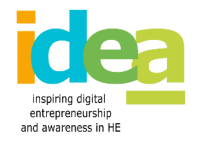 idea
inspiring digital
entrepreneurship
and awareness in HE